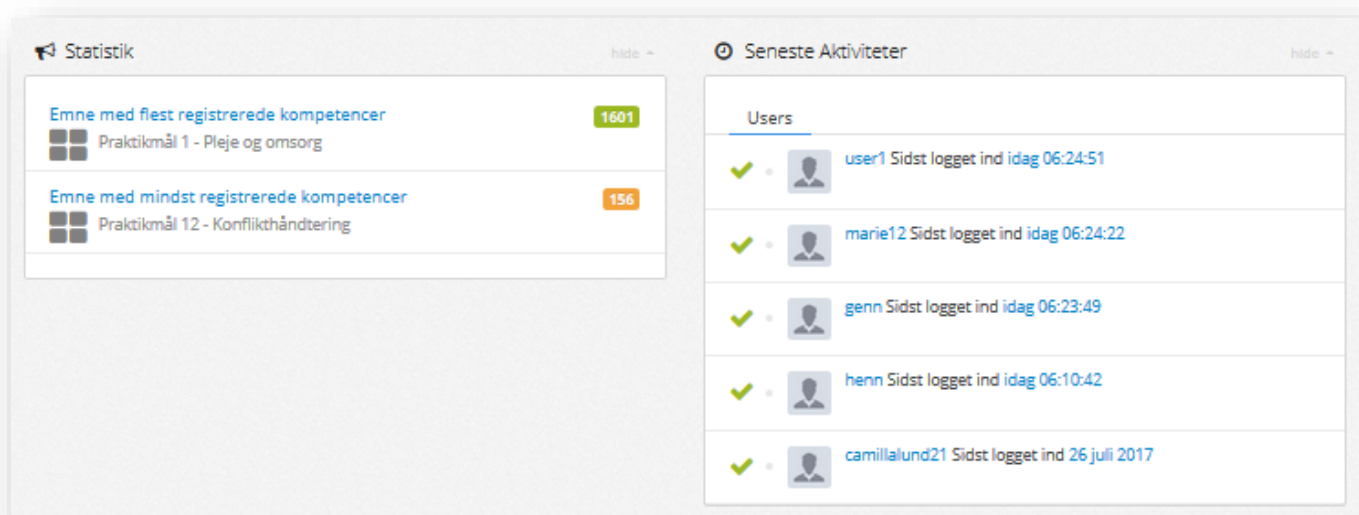 Statistik
hide
Emne med flest registrerede kompetencer
1601
Praktikmål 1 - Pleje og omsorg
Emne med mindst registrerede kompetencer
156
Praktikmål 12 - Konflikthåndtering
Seneste Aktiviteter
hide
Users
user1 Sidst logget ind idag 06:24:51
marie12 Sidst logget ind idag 06:24:22
genn Sidst logget ind idag 06:23:49
henn Sidst logget ind idag 06:10:42
camillalund21 Sidst logget ind 26 juli 2017